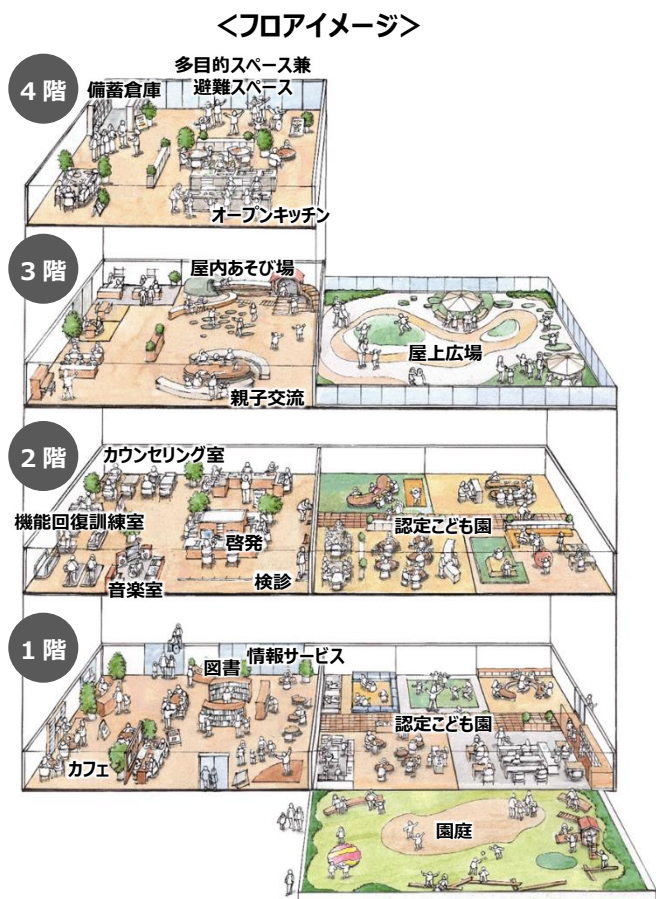 ＜フロアイメージ＞
4階
備蓄倉庫
多目的スペース兼
避難スペース
オープンキッチン
3階
屋内あそび場
屋上広場
親子交流
2階
カウンセリング室
機能回復訓練室
啓発
認定こども園
音楽室
検診
1階
図書
情報サービス
認定こども園
カフェ
園庭